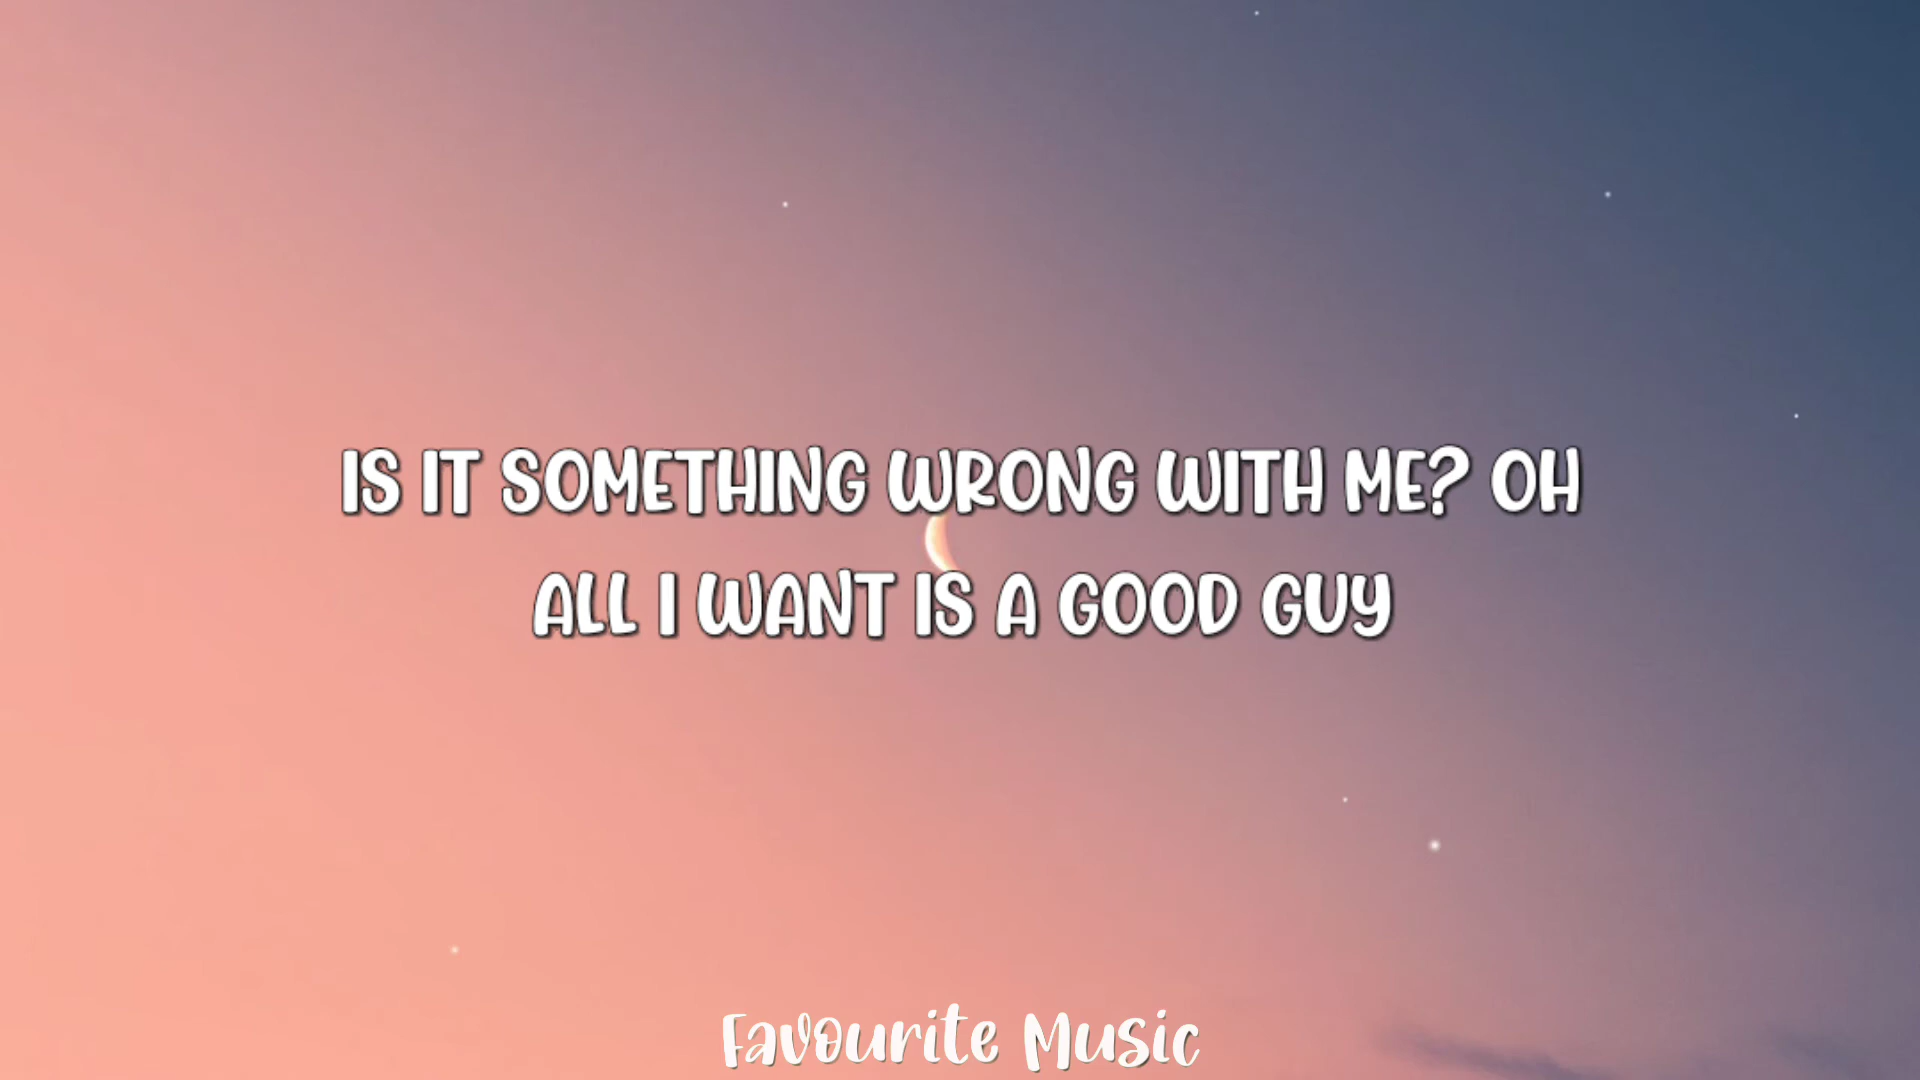 IS IT SOMETHING WRONG WITH ME? OH
ALL I WANT IS A GOOD GUY
Favourite Music